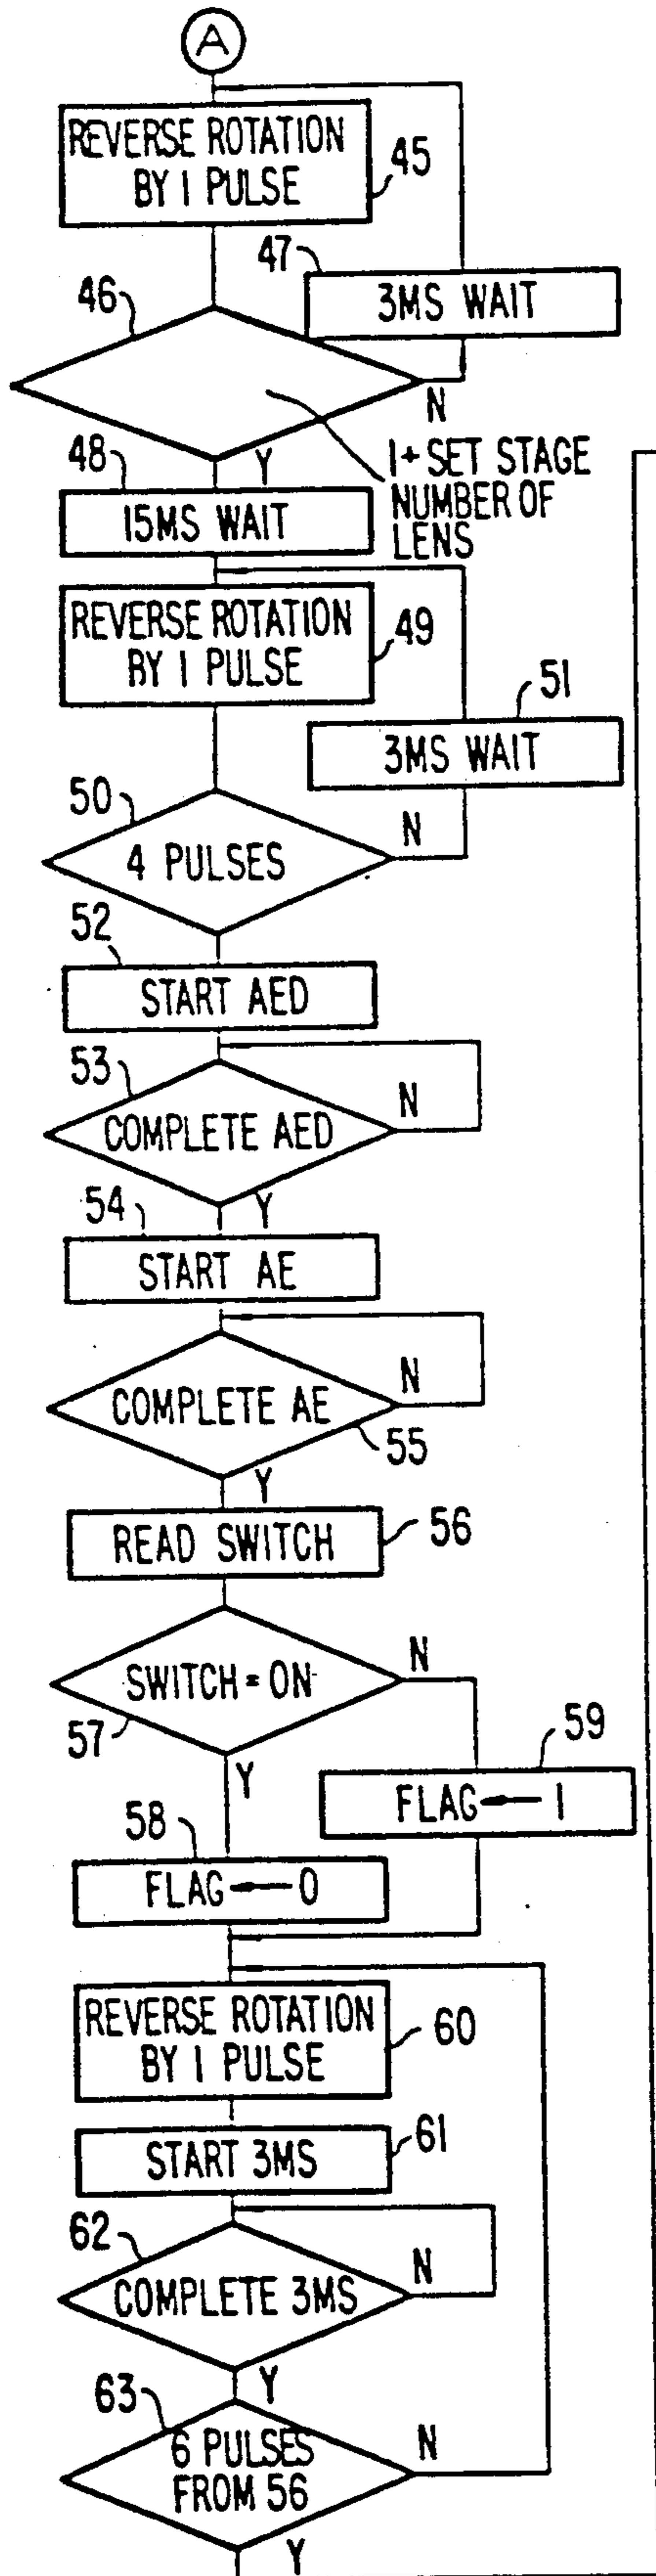 A
REVERSE ROTATION
BY 1 PULSE
45
47
3MS WAIT
46
N
Y
1+ SET STAGE
NUMBER OF
LENS
48
15MS WAIT
REVERSE ROTATION
BY 1 PULSE
49
51
3MS WAIT
50
4 PULSES
N
52
START AED
53
COMPLETE AED
N
Y
54
START AE
COMPLETE AE
N
55
Y
READ SWITCH
56
SWITCH = ON
N
57
Y
59
FLAG ← 1
58
FLAG ← 0
REVERSE ROTATION
BY 1 PULSE
60
START 3MS
61
62
COMPLETE 3MS
N
Y
63
6 PULSES
FROM 56
N
Y